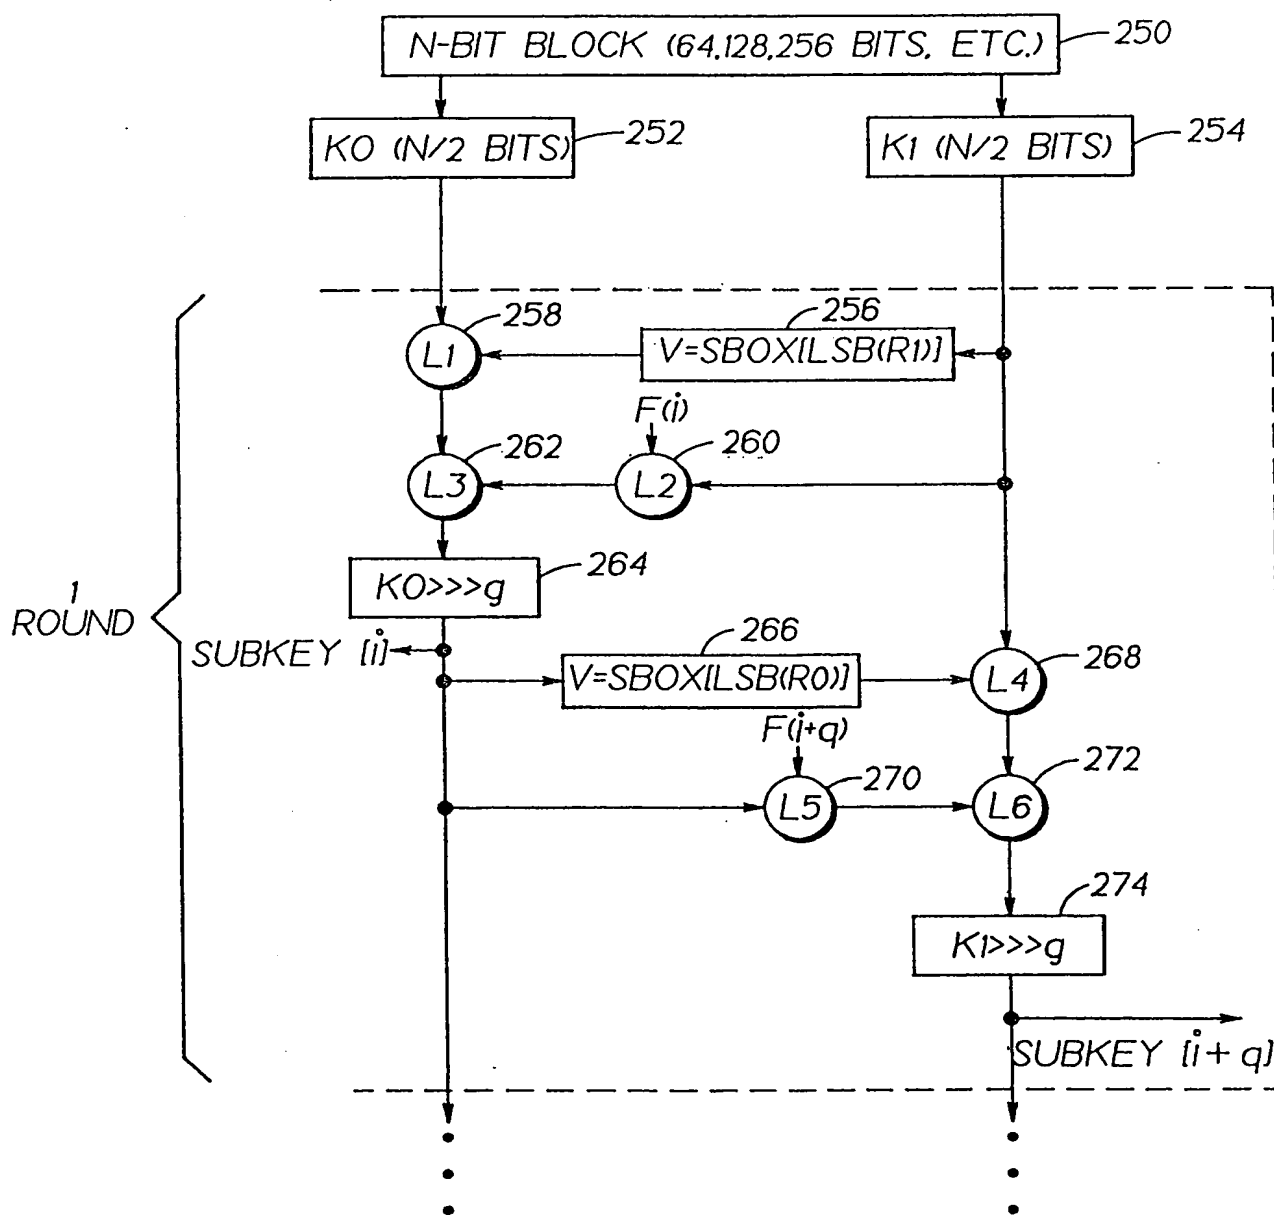 N-BIT BLOCK (64,128,256 BITS, ETC.)
250
K0 (N/2 BITS)
252
K1 (N/2 BITS)
254
258
256
L1
V=SBOX[LSB(R1)]
F(i)
262
260
L3
L2
K0>>>g
264
1
ROUND
SUBKEY [i]
266
V=SBOX[LSB(R0)]
L4
268
F(i+q)
270
272
L5
L6
274
K1>>>g
SUBKEY [i+q]